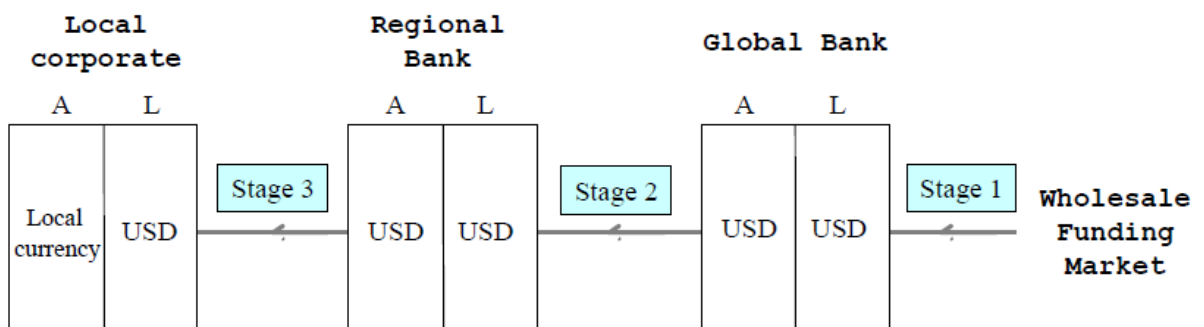 Local
corporate
Regional
Bank
Global Bank
A L
A L
A L
Stage 3
Stage 2
Stage 1
Local
currency
USD
USD
USD
USD
USD
Wholesale
Funding
Market